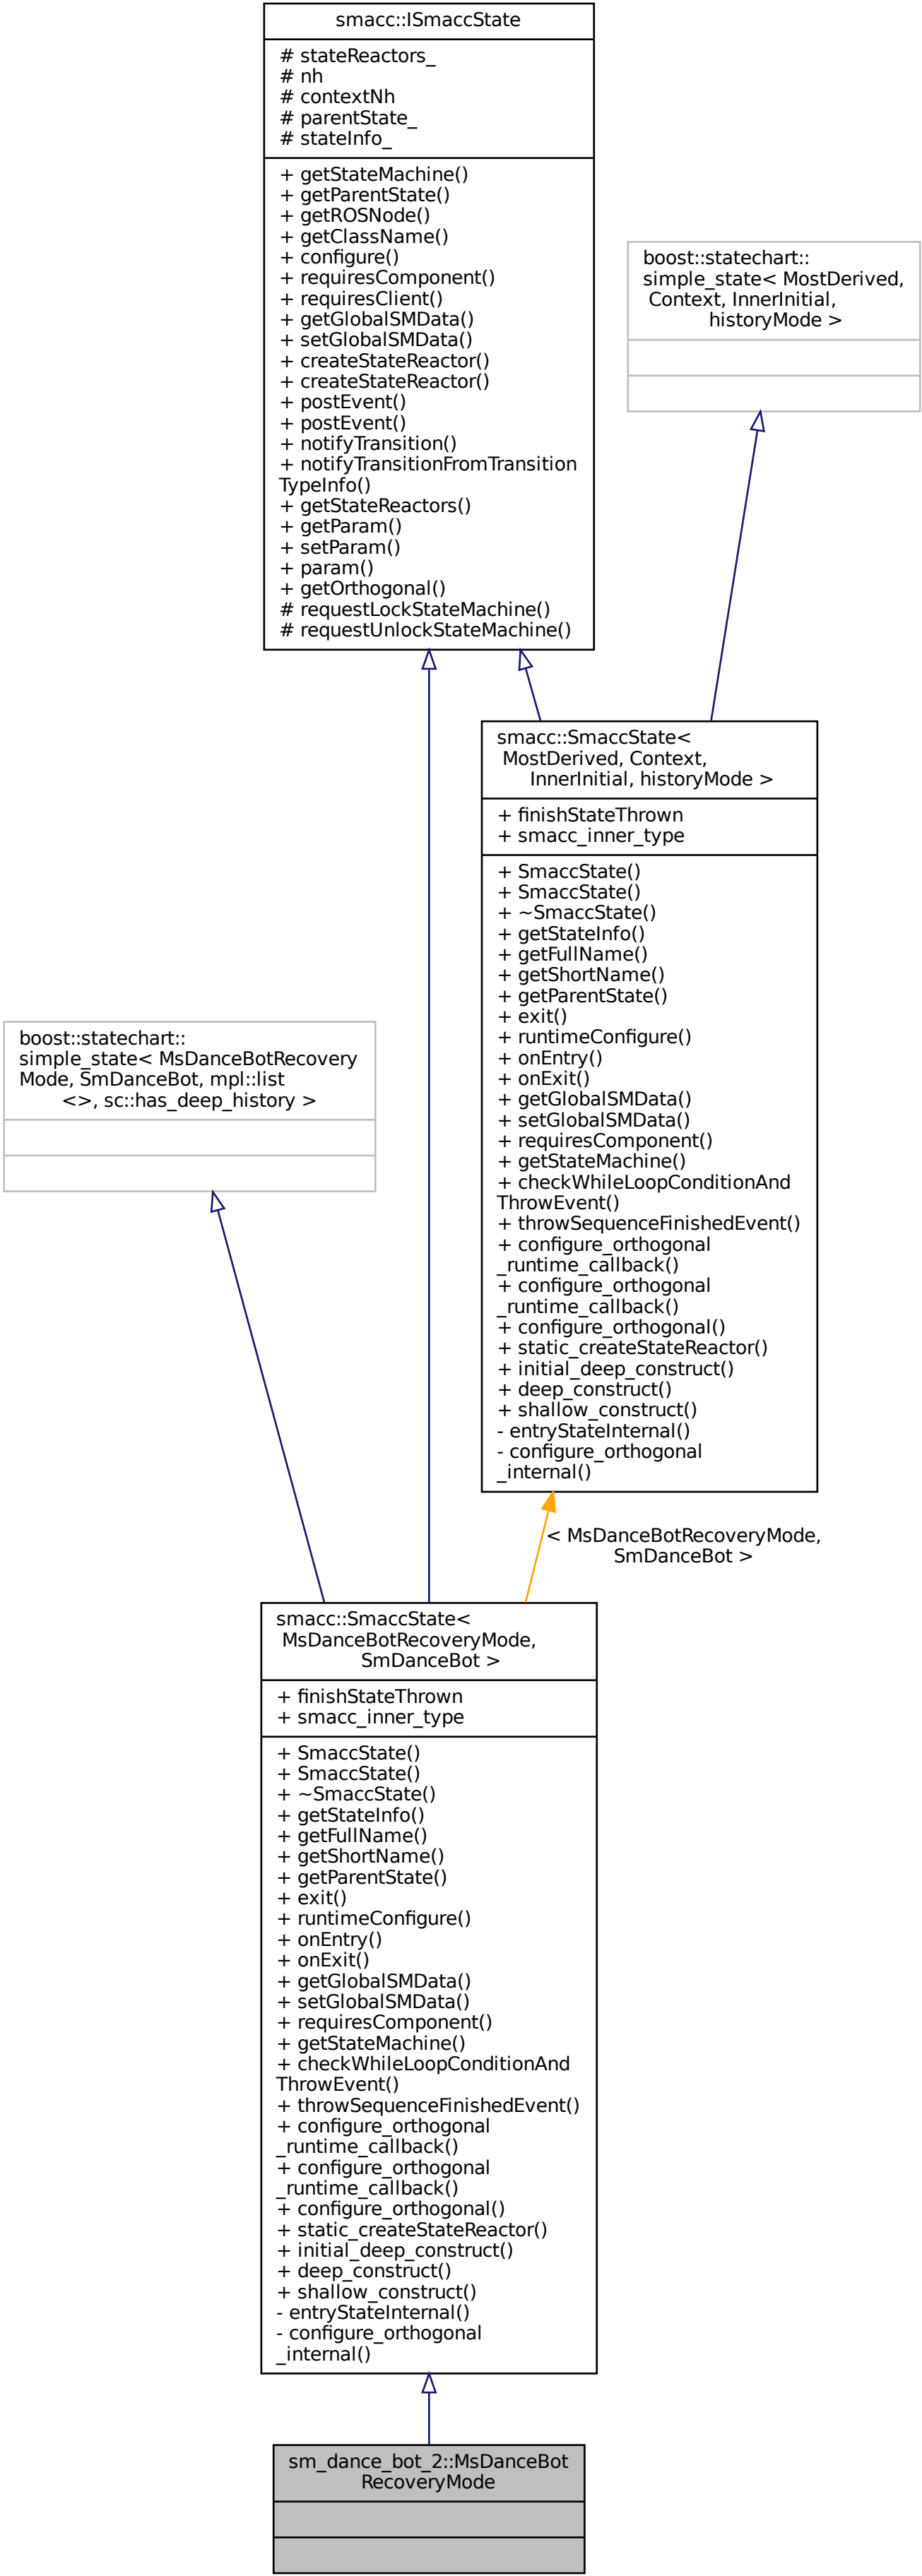 smacc::ISmaccState
# stateReactors_
# nh
# contextNh
# parentState_
# stateInfo_
+ getStateMachine()
+ getParentState()
+ getROSNode()
+ getClassName()
+ configure()
+ requiresComponent()
+ requiresClient()
+ getGlobalSMData()
+ setGlobalSMData()
+ createStateReactor()
+ createStateReactor()
+ postEvent()
+ postEvent()
+ notifyTransition()
+ notifyTransitionFromTransition
TypeInfo()
+ getStateReactors()
+ getParam()
+ setParam()
+ param()
+ getOrthogonal()
# requestLockStateMachine()
# requestUnlockStateMachine()
boost::statechart::
simple_state< MostDerived,
Context, InnerInitial,
historyMode >
smacc::SmaccState<
MostDerived, Context,
InnerInitial, historyMode >
+ finishStateThrown
+ smacc_inner_type
+ SmaccState()
+ SmaccState()
+ ~SmaccState()
+ getStateInfo()
+ getFullName()
+ getShortName()
+ getParentState()
+ exit()
+ runtimeConfigure()
+ onEntry()
+ onExit()
+ getGlobalSMData()
+ setGlobalSMData()
+ requiresComponent()
+ getStateMachine()
+ checkWhileLoopConditionAnd
ThrowEvent()
+ throwSequenceFinishedEvent()
+ configure_orthogonal
_runtime_callback()
+ configure_orthogonal
_runtime_callback()
+ configure_orthogonal()
+ static_createStateReactor()
+ initial_deep_construct()
+ deep_construct()
+ shallow_construct()
- entryStateInternal()
- configure_orthogonal
_internal()
boost::statechart::
simple_state< MsDanceBotRecovery
Mode, SmDanceBot, mpl::list
<>, sc::has_deep_history >
< MsDanceBotRecoveryMode,
SmDanceBot >
smacc::SmaccState<
MsDanceBotRecoveryMode,
SmDanceBot >
+ finishStateThrown
+ smacc_inner_type
+ SmaccState()
+ SmaccState()
+ ~SmaccState()
+ getStateInfo()
+ getFullName()
+ getShortName()
+ getParentState()
+ exit()
+ runtimeConfigure()
+ onEntry()
+ onExit()
+ getGlobalSMData()
+ setGlobalSMData()
+ requiresComponent()
+ getStateMachine()
+ checkWhileLoopConditionAnd
ThrowEvent()
+ throwSequenceFinishedEvent()
+ configure_orthogonal
_runtime_callback()
+ configure_orthogonal
_runtime_callback()
+ configure_orthogonal()
+ static_createStateReactor()
+ initial_deep_construct()
+ deep_construct()
+ shallow_construct()
- entryStateInternal()
- configure_orthogonal
_internal()
sm_dance_bot_2::MsDanceBot
RecoveryMode